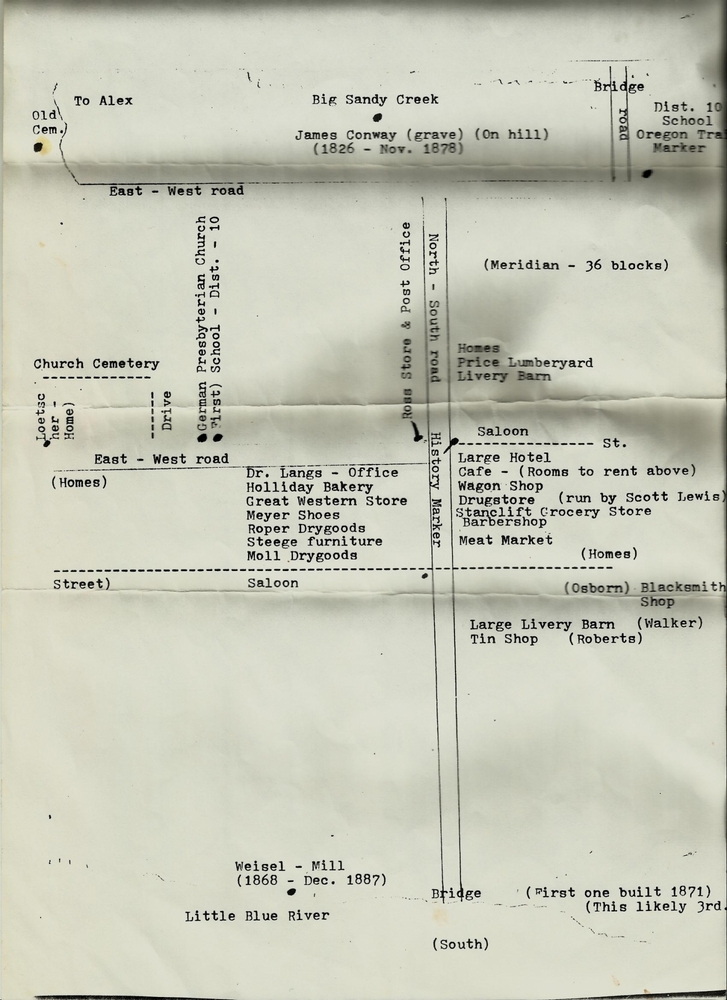 Bridge
To Alex
Big Sandy Creek
Old
Cem.
road
Dist. 10
School
Oregon Tra
Marker
James Conway (grave) (On hill)
(1826 - Nov. 1878)
East - West road
German Presbyterian Church
(First) School - Dist. - 10
Ross Store & Post Office
North - South road
(Meridian - 36 blocks)
Homes
Price Lumberyard
Livery Barn
Church Cemetery
Loetsc
her -
Home)
Drive
Saloon
St.
East - West road
(Homes)
Dr. Langs - Office
Holliday Bakery
Great Western Store
Meyer Shoes
Roper Drygoods
Steege furniture
Moll Drygoods
History Marker
Large Hotel
Cafe - (Rooms to rent above)
Wagon Shop
Drugstore (run by Scott Lewis)
Stanclift Grocery Store
Barbershop
Meat Market
(Homes)
Street)
Saloon
(Osborn) Blacksmith
Shop
Large Livery Barn (Walker)
Tin Shop (Roberts)
Weisel - Mill
(1868 - Dec. 1887)
Bridge
(First one built 1871)
(This likely 3rd.
Little Blue River
(South)